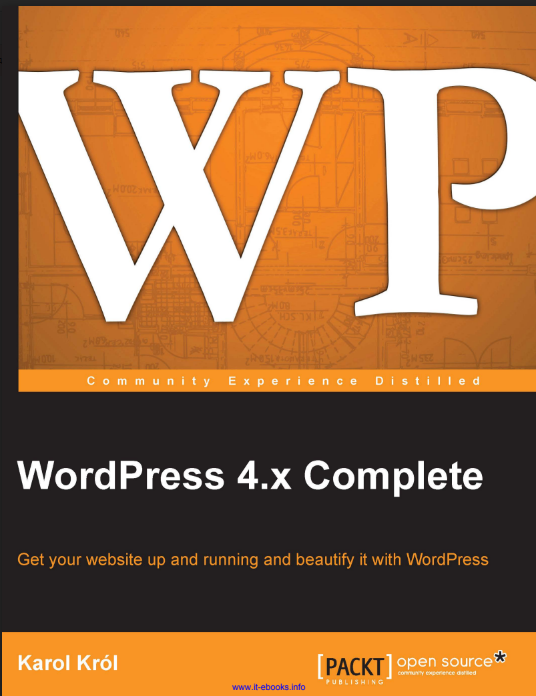 WP
Community Experience Distilled
WordPress 4.x Complete
Get your website up and running and beautify it with WordPress
Karol Król
[PACKT] open source*
PUBLISHING community experience distilled
www.it-ebooks.info